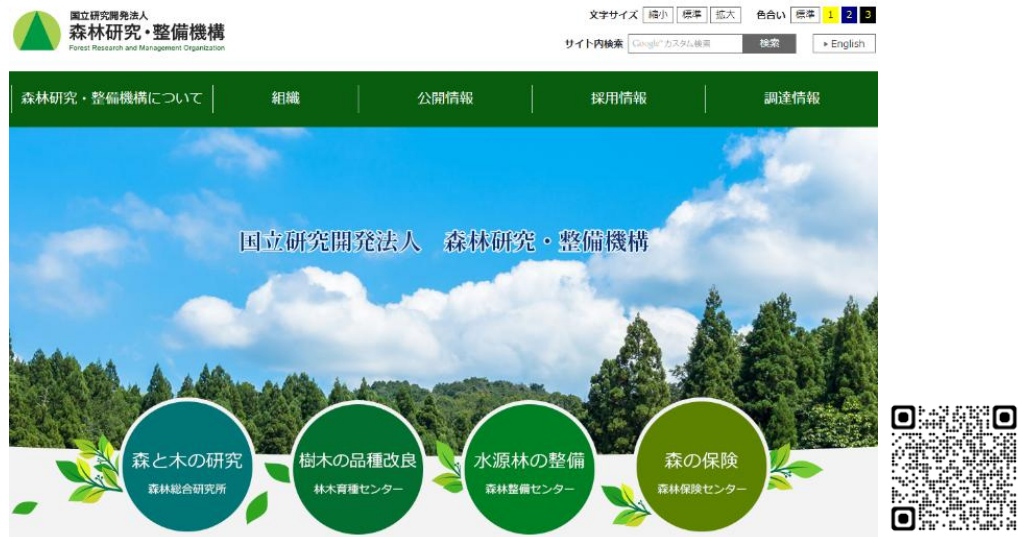 国立研究開発法人
森林研究・整備機構
Forest Research and Management Organization
文字サイズ 縮小 標準 拡大 色合い 標準 1 2 3
サイト内検索 Google カスタム検索 検索 English
森林研究・整備機構について 組織 公開情報 採用情報 調達情報
国立研究開発法人 森林研究・整備機構
森と木の研究 樹木の品種改良 水源林の整備 森の保険
森林総合研究所 林木育種センター 森林整備センター 森林保険センター